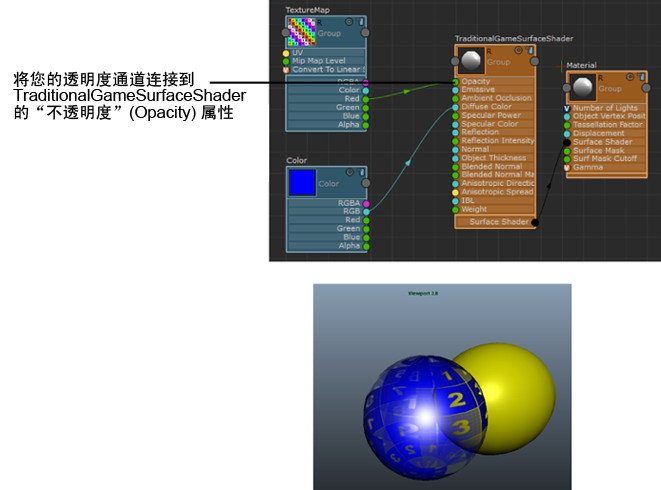 TextureMap
R
Group
UV
Mip Map Level
Convert To Linear
RGBA
Color
Red
Green
Blue
Alpha
将您的透明度通道连接到
TraditionalGameSurfaceShader
的“不透明度”(Opacity) 属性
Color
Color
RGBA
RGB
Red
Green
Blue
Alpha
TraditionalGameSurfaceShader
R
Group
Opacity
Emissive
Ambient Occlusion
Diffuse Color
Specular Power
Specular Color
Reflection
Reflection Intensity
Normal
Object Thickness
Blended Normal
Blended Normal Ma
Anisotropic Directic
Anisotropic Spread
IBL
Weight
Surface Shader
Material
R
Group
Number of Lights
Object Vertex Posit
Tessellation Factor
Displacement
Surface Shader
Surface Mask
Surf Mask Cutoff
Gamma
Viewport 2.0
1
2
3